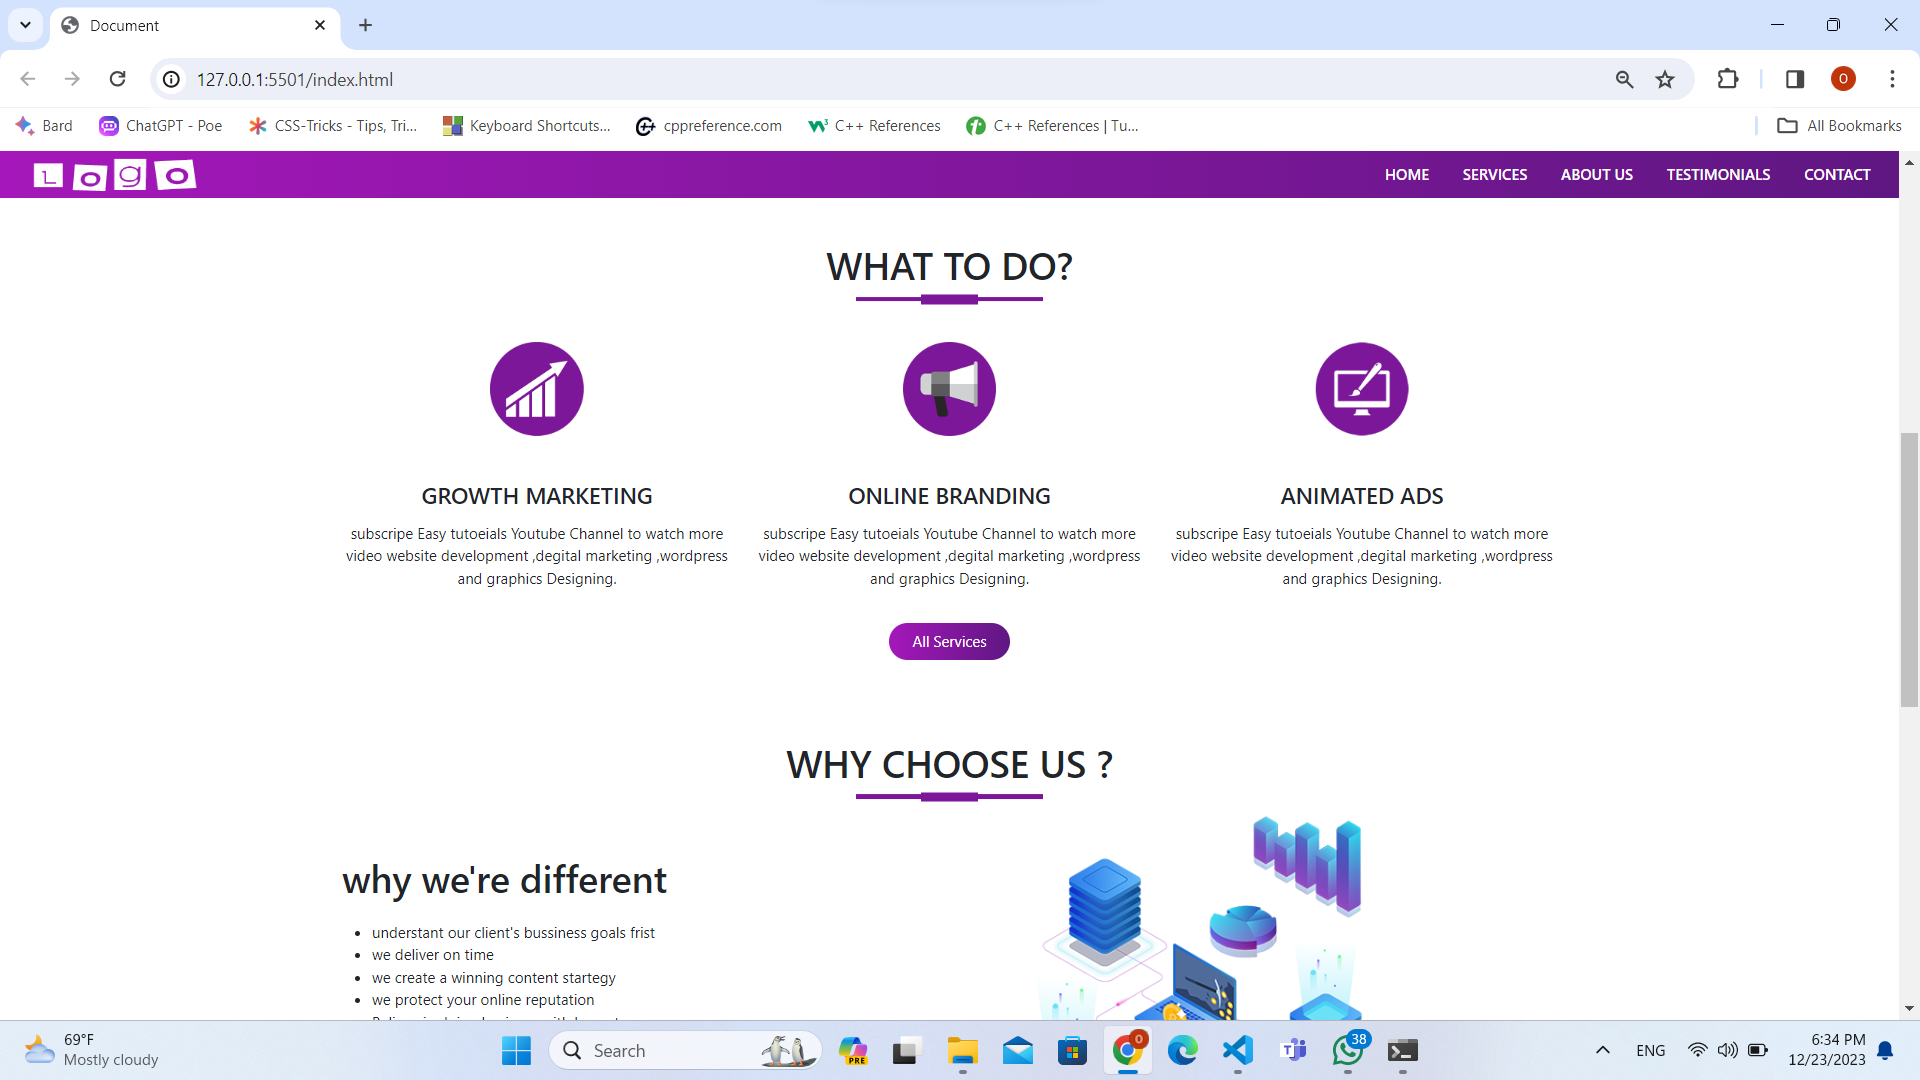 Document
127.0.0.1:5501/index.html
O
Bard
ChatGPT - Poe
CSS-Tricks - Tips, Tri...
Keyboard Shortcuts...
cppreference.com
C++ References
C++ References | Tu...
All Bookmarks
Logo
HOME
SERVICES
ABOUT US
TESTIMONIALS
CONTACT
WHAT TO DO?
GROWTH MARKETING
subscripe Easy tutoeials Youtube Channel to watch more
video website development ,degital marketing ,wordpress
and graphics Designing.
ONLINE BRANDING
subscripe Easy tutoeials Youtube Channel to watch more
video website development ,degital marketing ,wordpress
and graphics Designing.
ANIMATED ADS
subscripe Easy tutoeials Youtube Channel to watch more
video website development ,degital marketing ,wordpress
and graphics Designing.
All Services
WHY CHOOSE US ?
why we're different
understant our client's bussiness goals frist
we deliver on time
we create a winning content startegy
we protect your online reputation
69°F
Mostly cloudy
Search
PRE
O
38
ENG
6:34 PM
12/23/2023